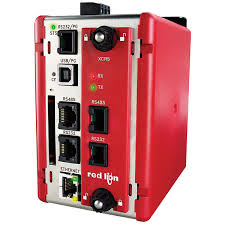 RS232/PG
STS
XCRS
USB/PG
RX
TX
CF
RS485
RS485
RS232
RS232
ETHERNET
red lion